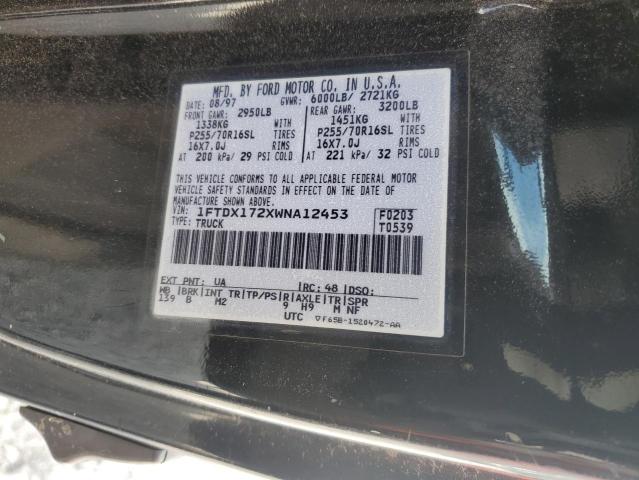 MFD. BY FORD MOTOR CO. IN U.S.A.
DATE: 08/97 GVWR: 6000LB/ 2721KG
FRONT GAWR: 2950LB REAR GAWR: 3200LB
1338KG WITH 1451KG WITH
P255/70R16SL TIRES P255/70R16SL TIRES
16X7.0J RIMS 16X7.0J RIMS
AT 200 kPa/ 29 PSI COLD AT 221 kPa/ 32 PSI COLD
THIS VEHICLE CONFORMS TO ALL APPLICABLE FEDERAL MOTOR
VEHICLE SAFETY STANDARDS IN EFFECT ON THE DATE OF
MANUFACTURE SHOWN ABOVE.
VIN: 1FTDX172XWNA12453 F0203
TYPE: TRUCK T0539
EXT PNT: UA RC: 48 DSO:
WB BRK INT TR TP/PS R AXLE TR SPR
139 B M2 9 H9 M NF
UTC ▽F65B-1520472-AA